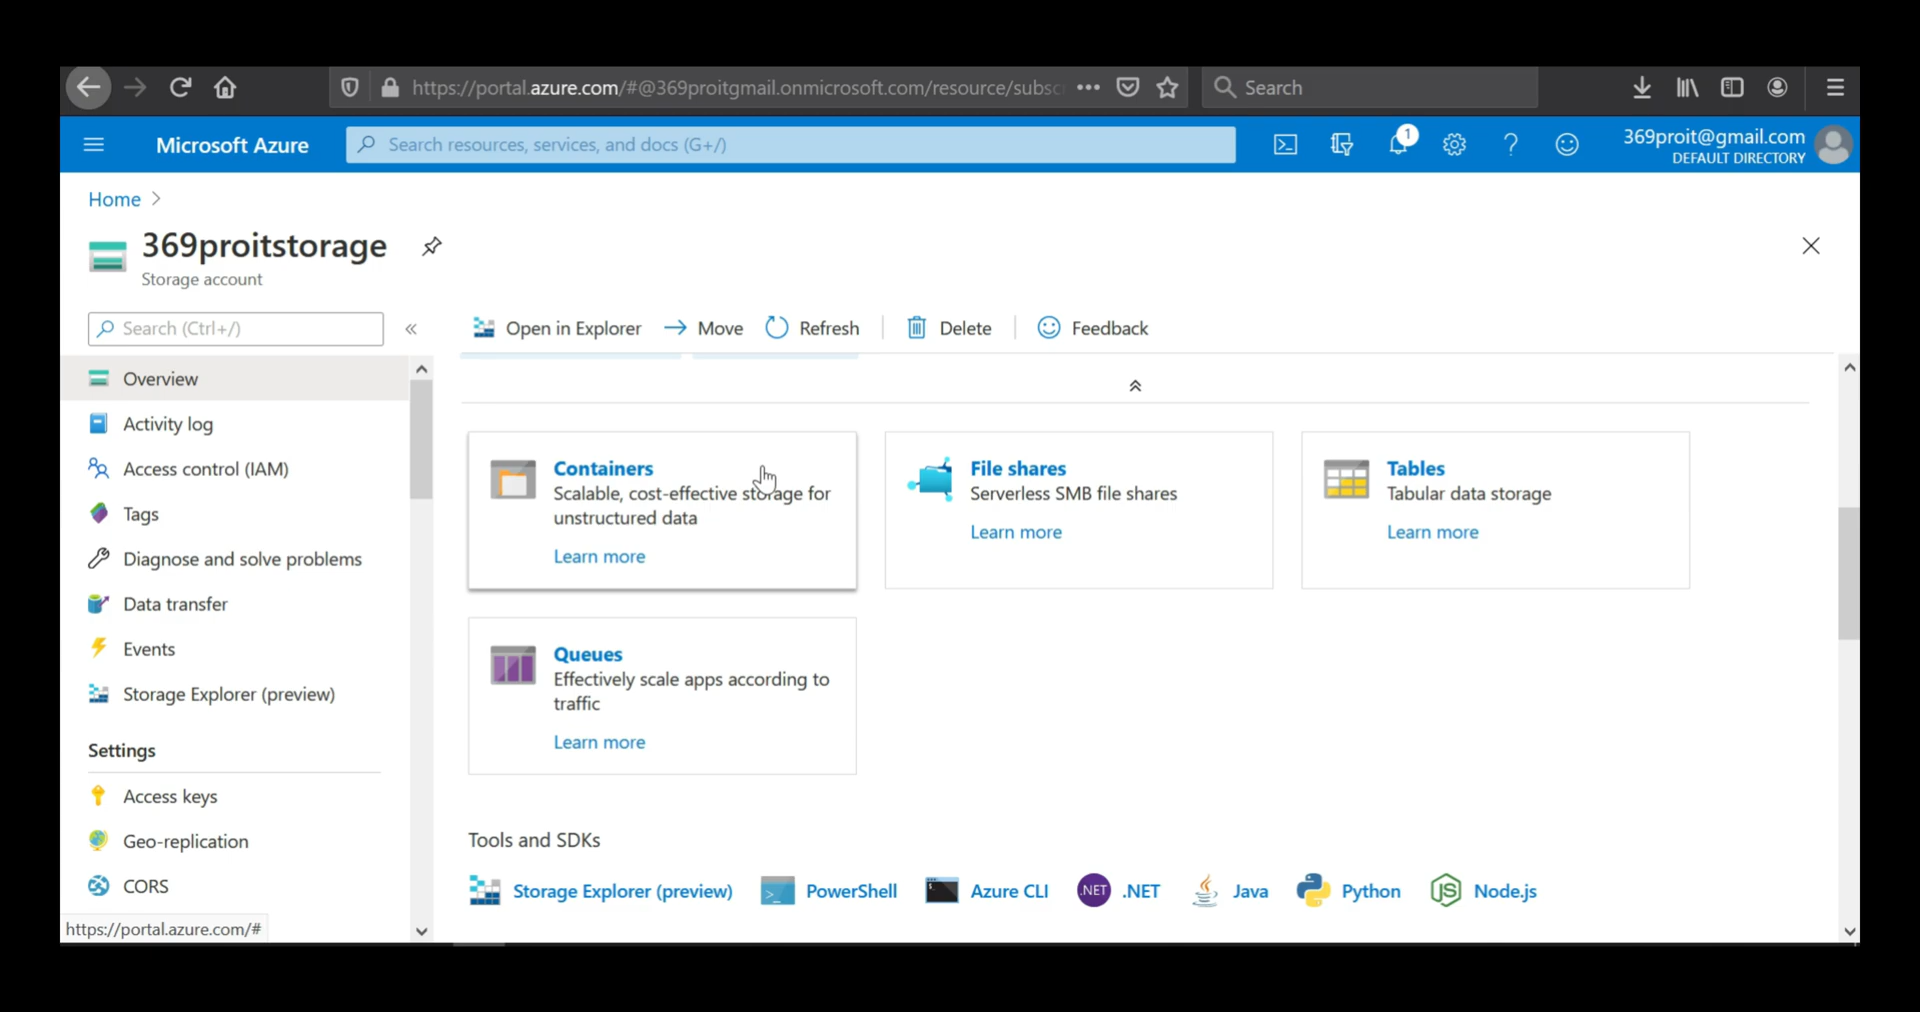 https://portal.azure.com/#@369proitgmail.onmicrosoft.com/resource/subsc
Search
Microsoft Azure
Search resources, services, and docs (G+/)
1
369proit@gmail.com
DEFAULT DIRECTORY
Home >
369proitstorage
Storage account
Search (Ctrl+/)
«
Open in Explorer
Move
Refresh
Delete
Feedback
Overview
Activity log
Access control (IAM)
Tags
Diagnose and solve problems
Data transfer
Events
Storage Explorer (preview)
Settings
Access keys
Geo-replication
CORS
https://portal.azure.com/#
Containers
Scalable, cost-effective storage for
unstructured data
Learn more
File shares
Serverless SMB file shares
Learn more
Tables
Tabular data storage
Learn more
Queues
Effectively scale apps according to
traffic
Learn more
Tools and SDKs
Storage Explorer (preview)
PowerShell
Azure CLI
.NET
.NET
Java
Python
JS
Node.js